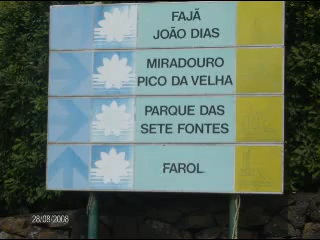 FAJÃ
JOÃO DIAS
MIRADOURO
PICO DA VELHA
PARQUE DAS
SETE FONTES
FAROL
28/08/2008